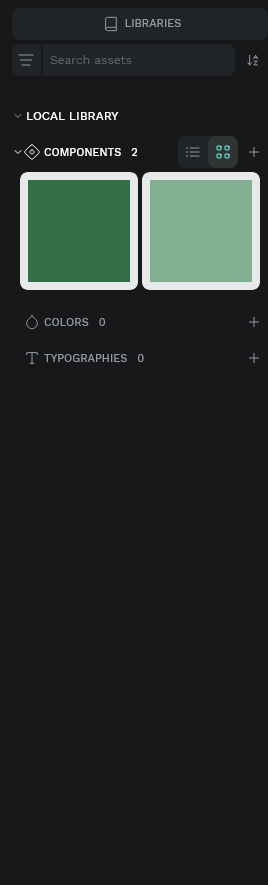 LIBRARIES
Search assets
LOCAL LIBRARY
COMPONENTS 2
COLORS 0
TYPOGRAPHIES 0